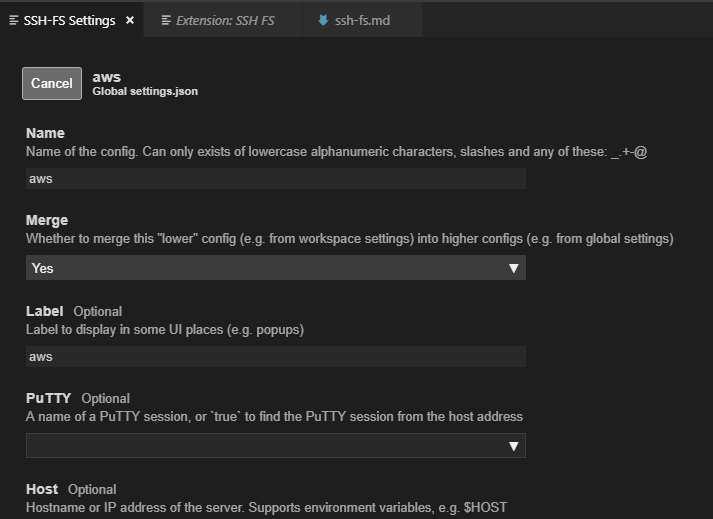 SSH-FS Settings × Extension: SSH FS ssh-fs.md
Cancel aws
Global settings.json
Name
Name of the config. Can only exists of lowercase alphanumeric characters, slashes and any of these: _.+-@
aws
Merge
Whether to merge this "lower" config (e.g. from workspace settings) into higher configs (e.g. from global settings)
Yes
Label Optional
Label to display in some UI places (e.g. popups)
aws
PuTTY Optional
A name of a PuTTY session, or `true` to find the PuTTY session from the host address
Host Optional
Hostname or IP address of the server. Supports environment variables, e.g. $HOST